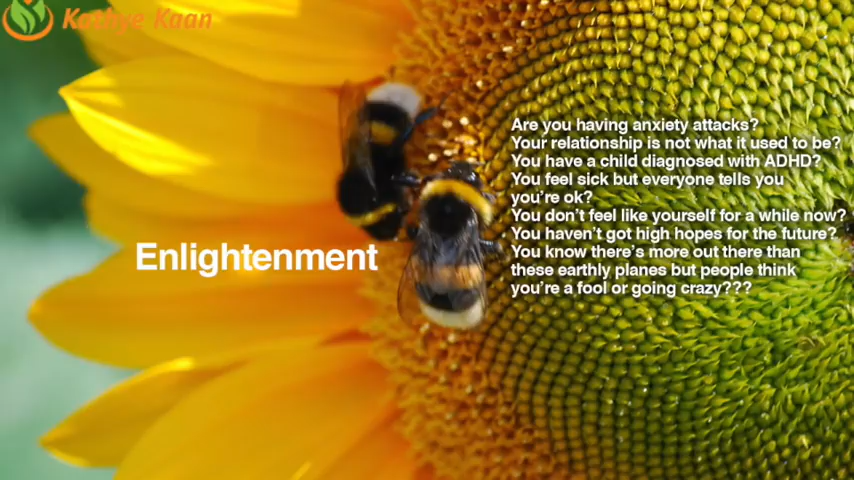 Kathye Kaan
Are you having anxiety attacks?
Your relationship is not what it used to be?
You have a child diagnosed with ADHD?
You feel sick but everyone tells you
you're ok?
You don't feel like yourself for a while now?
You haven't got high hopes for the future?
You know there's more out there than
these earthly planes but people think
you're a fool or going crazy???
Enlightenment